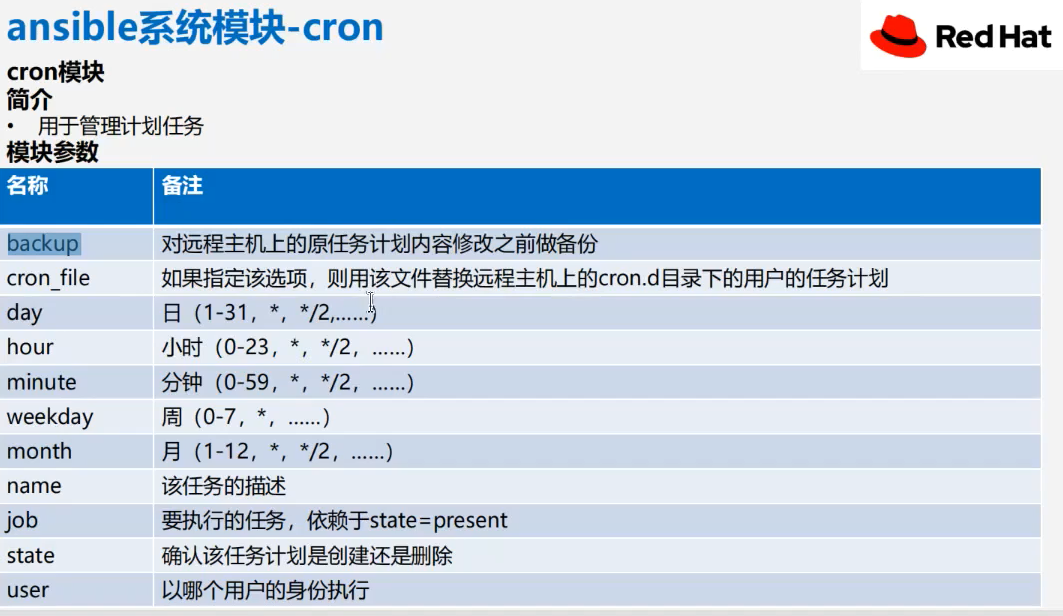 ansible系统模块-cron
Red Hat
cron模块
简介
• 用于管理计划任务
模块参数
名称 备注
backup 对远程主机上的原任务计划内容修改之前做备份
cron_file 如果指定该选项，则用该文件替换远程主机上的cron.d目录下的用户的任务计划
day 日（1-31，*，*/2,……）
hour 小时（0-23，*，*/2，……）
minute 分钟（0-59，*，*/2，……）
weekday 周（0-7，*，……）
month 月（1-12，*，*/2，……）
name 该任务的描述
job 要执行的任务，依赖于state=present
state 确认该任务计划是创建还是删除
user 以哪个用户的身份执行